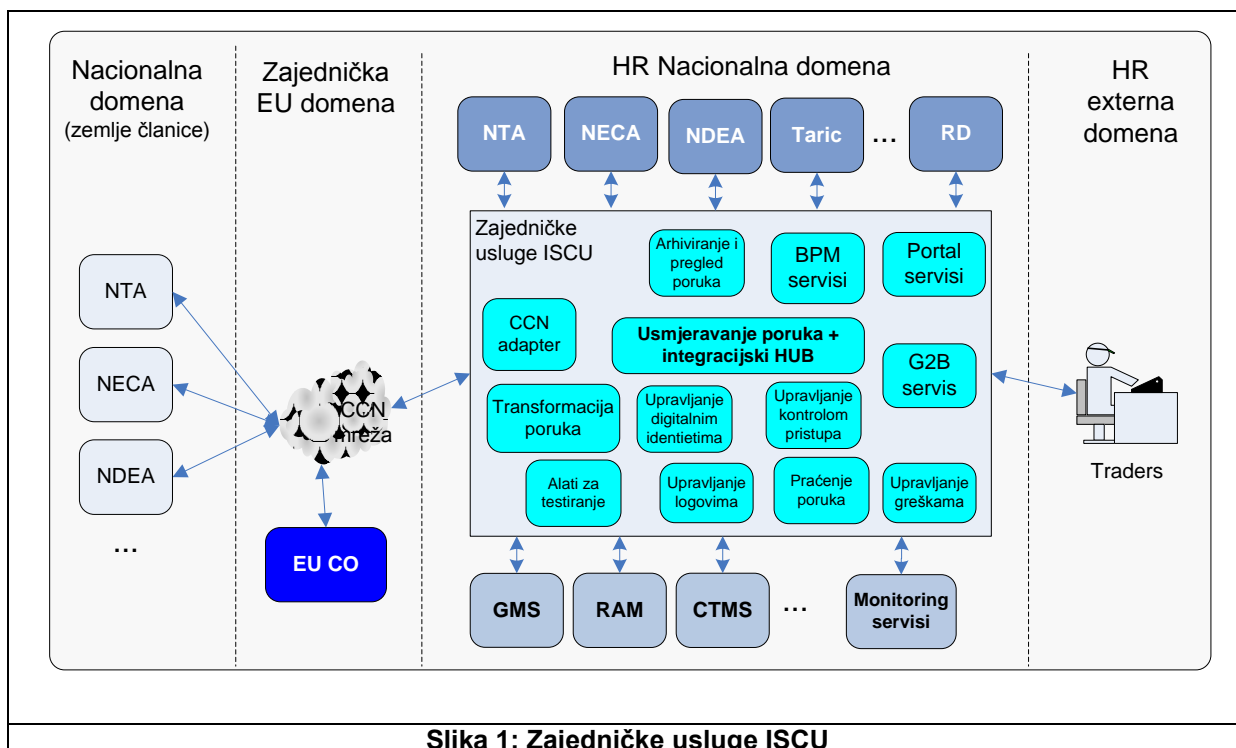 Nacionalna
domena
(zemlje članice)
Zajednička
EU domena
HR Nacionalna domena
HR
externa
domena
NTA
NECA
NDEA
Taric
...
RD
Zajedničke
usluge ISCU
Arhiviranje i
pregled
poruka
BPM
servisi
Portal
servisi
CCN
adapter
Usmjeravanje poruka +
integracijski HUB
G2B
servis
Transformacija
poruka
Upravljanje
digitalnim
identietima
Upravljanje
kontrolom
pristupa
Alati za
testiranje
Upravljanje
logovima
Praćenje
poruka
Upravljanje
greškama
NTA
NECA
NDEA
...
CCN
mreža
EU CO
GMS
RAM
CTMS
...
Monitoring
servisi
Traders
Slika 1: Zajedničke usluge ISCU